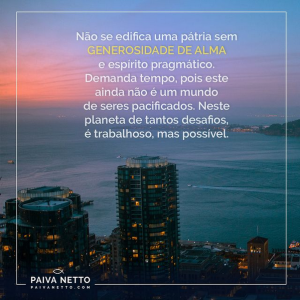 Não se edifica uma pátria sem
GENEROSIDADE DE ALMA
e espírito pragmático.
Demanda tempo, pois este
ainda não é um mundo
de seres pacificados. Neste
planeta de tantos desafios,
é trabalhoso, mas possível.
PAIVA NETTO
PAIVANETTO.COM